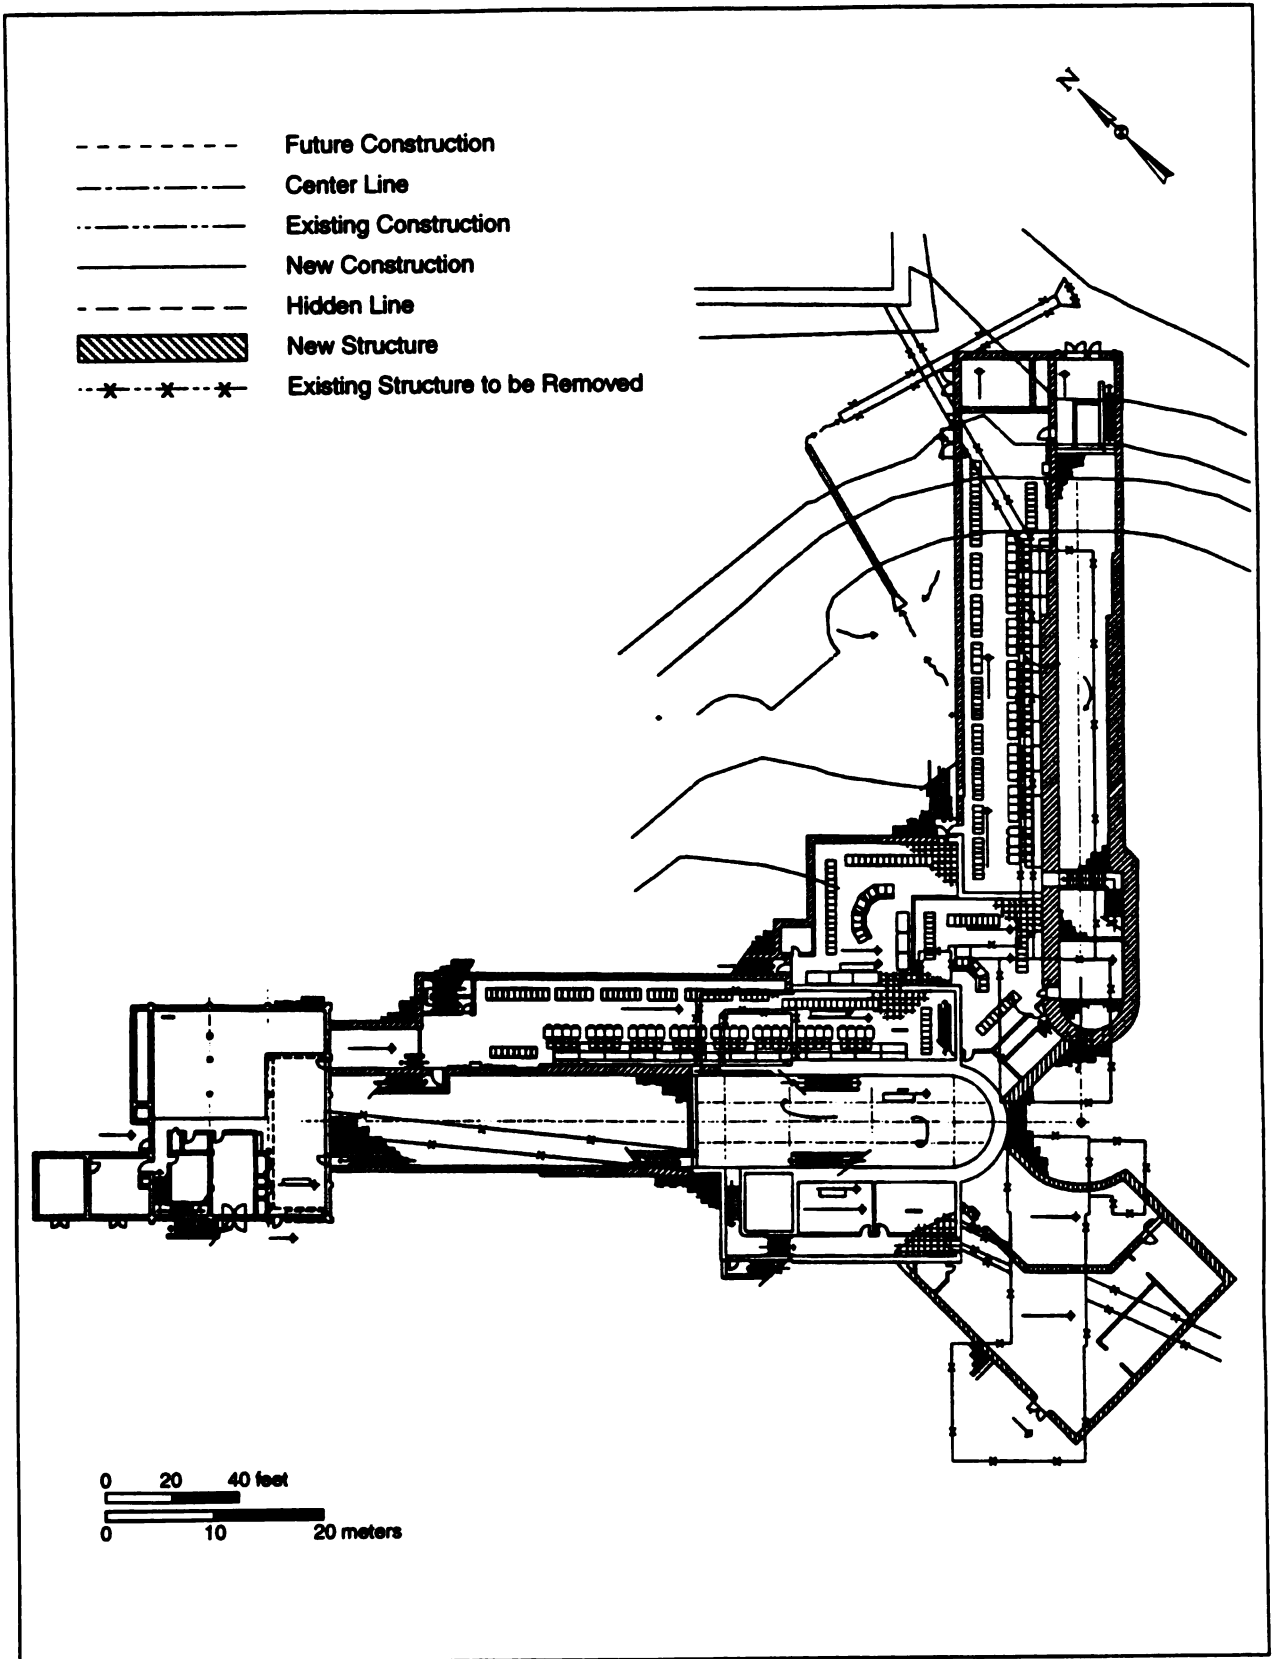 N
Future Construction
Center Line
Existing Construction
New Construction
Hidden Line
New Structure
Existing Structure to be Removed
0 20 40 feet
0 10 20 meters